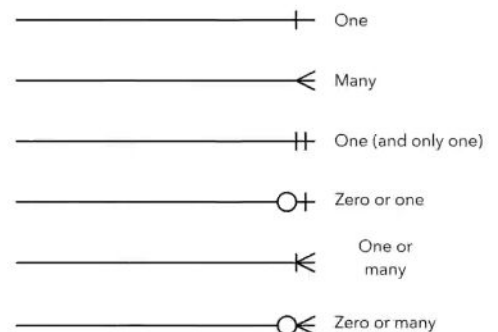 One
Many
One (and only one)
Zero or one
One or
many
Zero or many